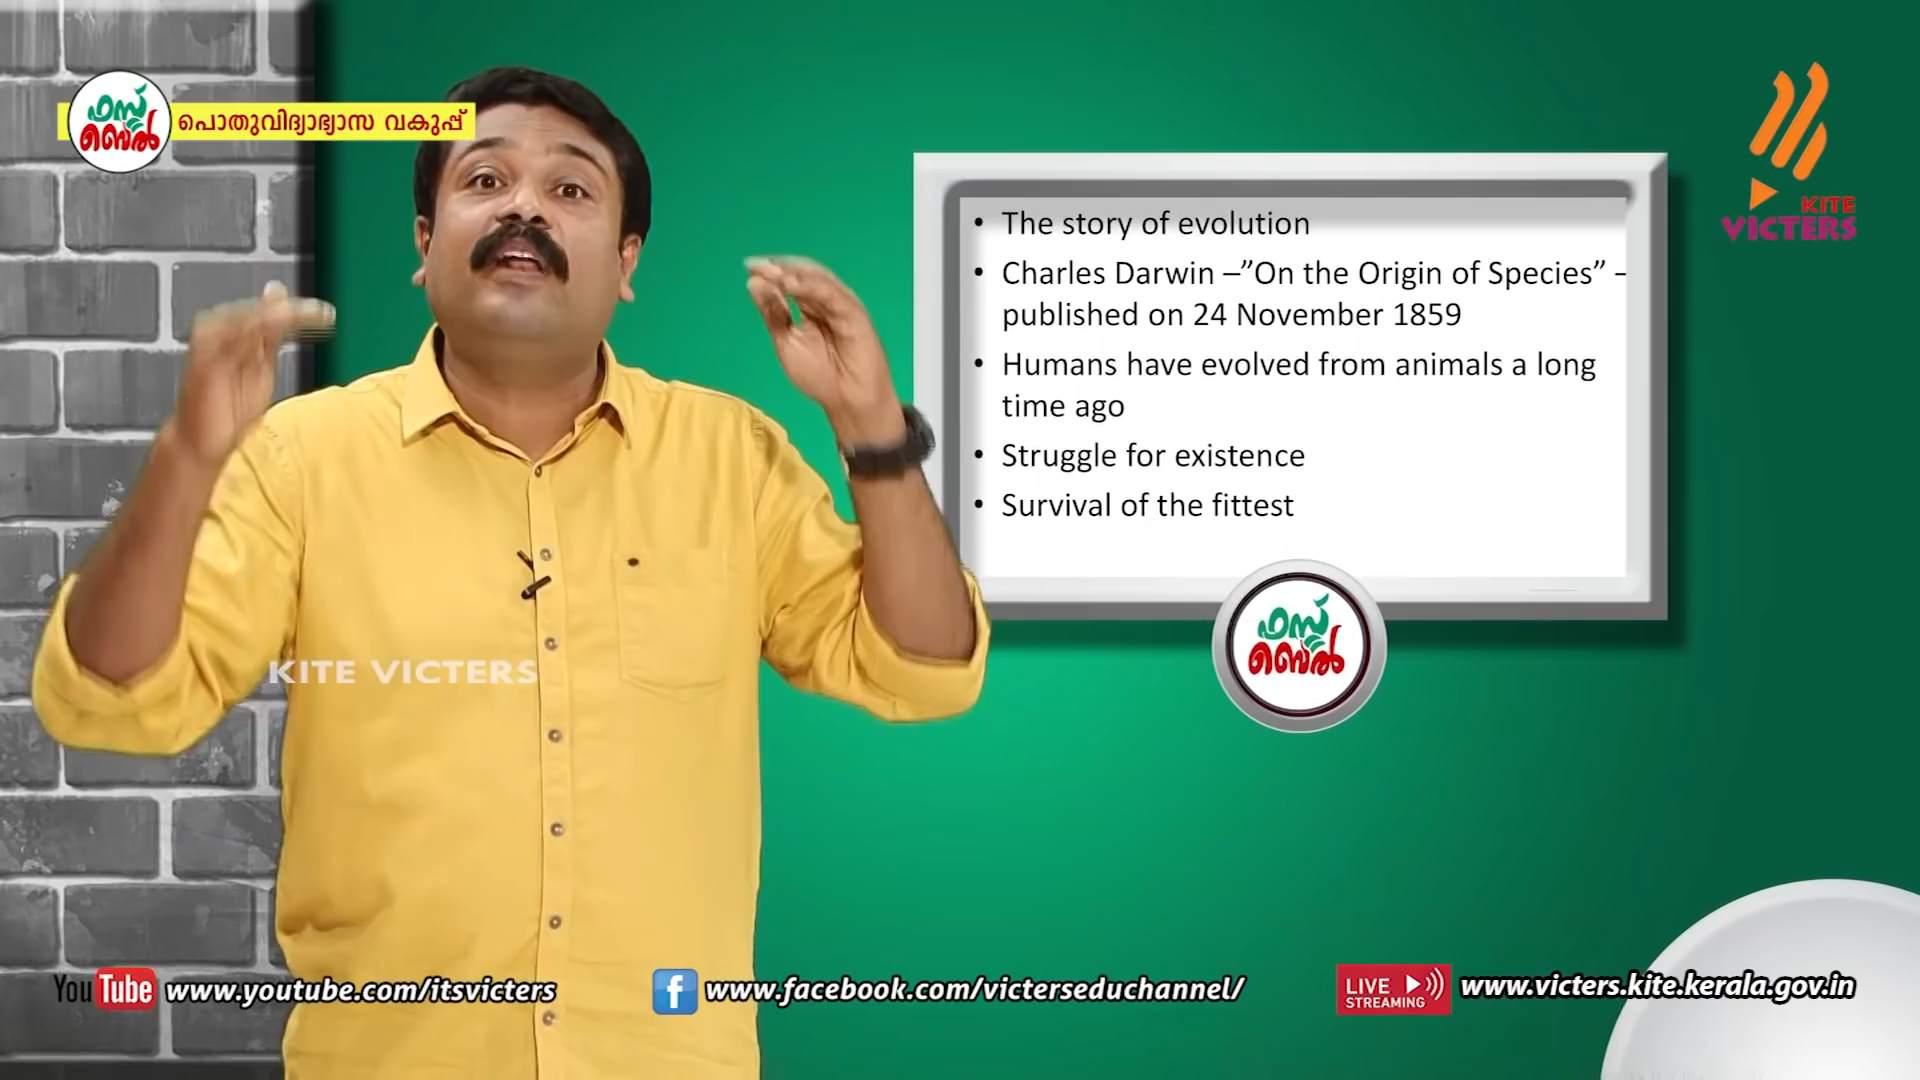 ഫസ്റ്റ്
ബെൽ
പൊതുവിദ്യാഭ്യാസ വകുപ്പ്
KITE
VICTERS
• The story of evolution
• Charles Darwin –”On the Origin of Species” –
published on 24 November 1859
• Humans have evolved from animals a long
time ago
• Struggle for existence
• Survival of the fittest
ഫസ്റ്റ്
ബെൽ
KITE VICTERS
YouTube www.youtube.com/itsvicters
f www.facebook.com/victerseduchannel/
LIVE
STREAMING
www.victers.kite.kerala.gov.in